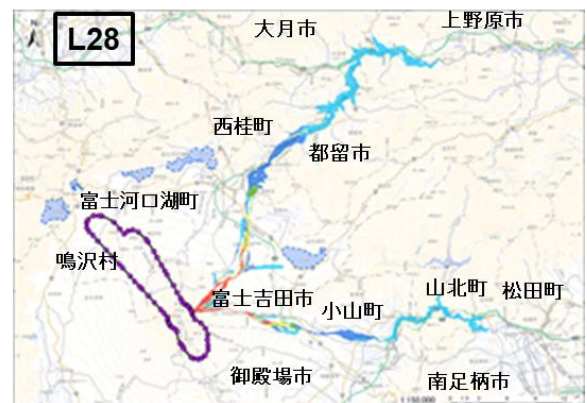 L28
大月市
上野原市
西桂町
都留市
富士河口湖町
鳴沢村
富士吉田市
小山町
山北町
松田町
御殿場市
南足柄市